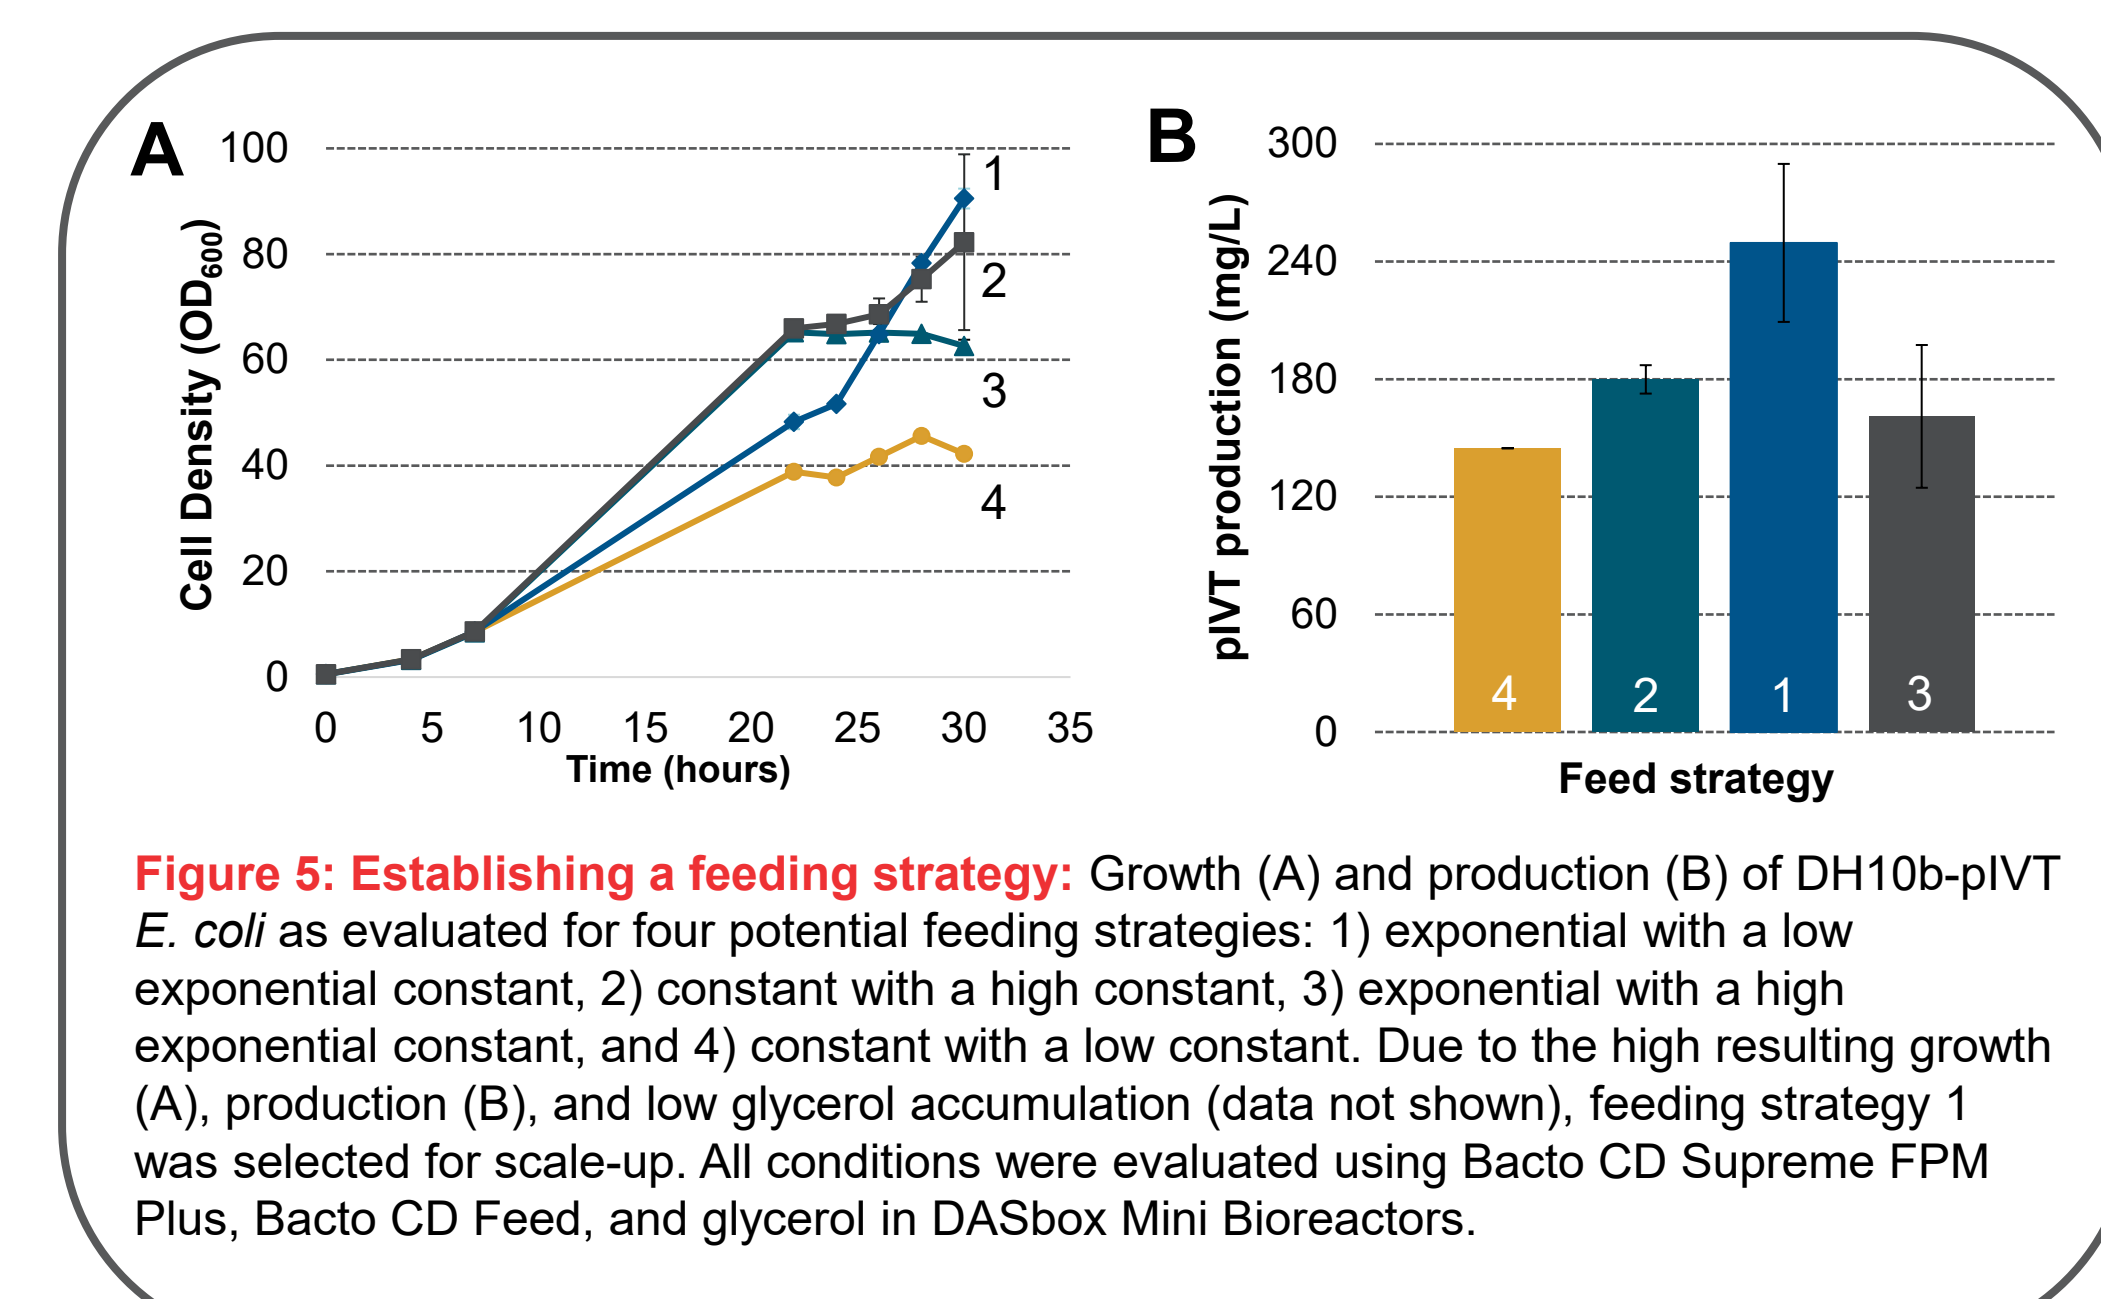 A
100
80
60
40
20
0
Cell Density (OD600)
0 5 10 15 20 25 30 35
Time (hours)
1
2
3
4
B
300
240
180
120
60
0
pIVT production (mg/L)
4 2 1 3
Feed strategy
Figure 5: Establishing a feeding strategy: Growth (A) and production (B) of DH10b-pIVT
E. coli as evaluated for four potential feeding strategies: 1) exponential with a low
exponential constant, 2) constant with a high constant, 3) exponential with a high
exponential constant, and 4) constant with a low constant. Due to the high resulting growth
(A), production (B), and low glycerol accumulation (data not shown), feeding strategy 1
was selected for scale-up. All conditions were evaluated using Bacto CD Supreme FPM
Plus, Bacto CD Feed, and glycerol in DASbox Mini Bioreactors.